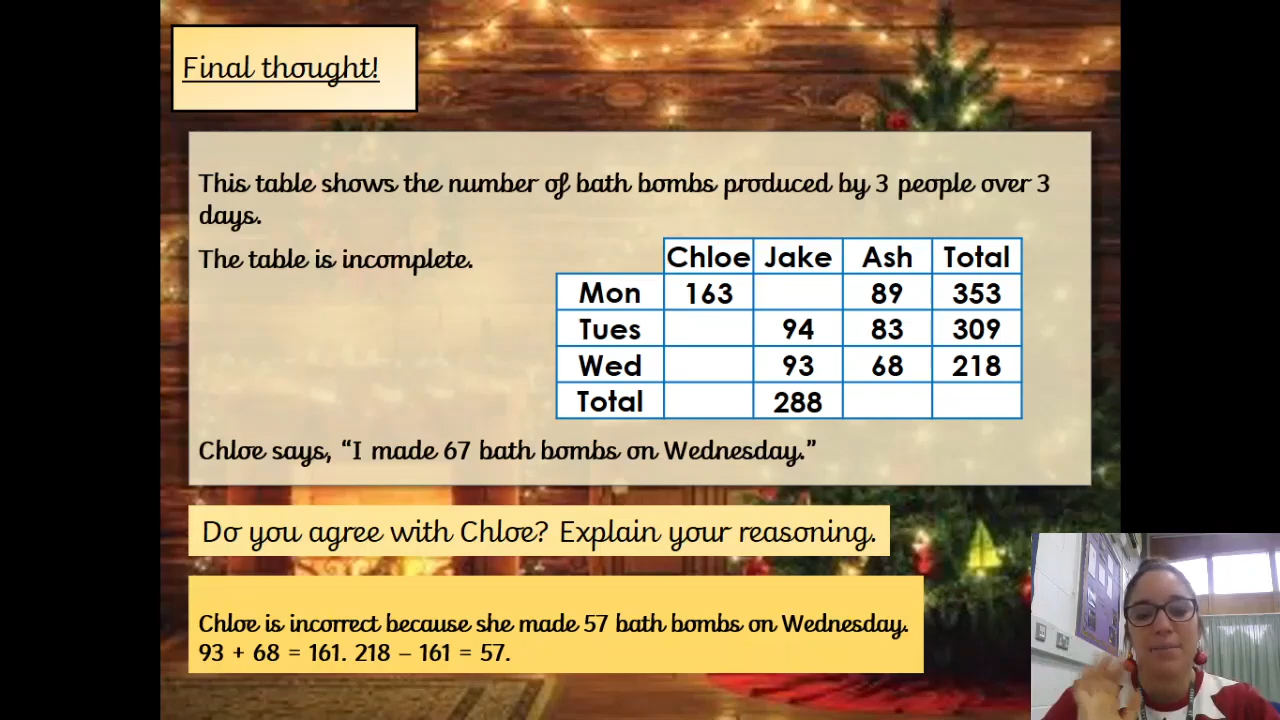 Final thought!
This table shows the number of bath bombs produced by 3 people over 3
days.
The table is incomplete.
Chloe Jake Ash Total
Mon 163 89 353
Tues 94 83 309
Wed 93 68 218
Total 288
Chloe says, “I made 67 bath bombs on Wednesday.”
Do you agree with Chloe? Explain your reasoning.
Chloe is incorrect because she made 57 bath bombs on Wednesday.
93 + 68 = 161. 218 – 161 = 57.